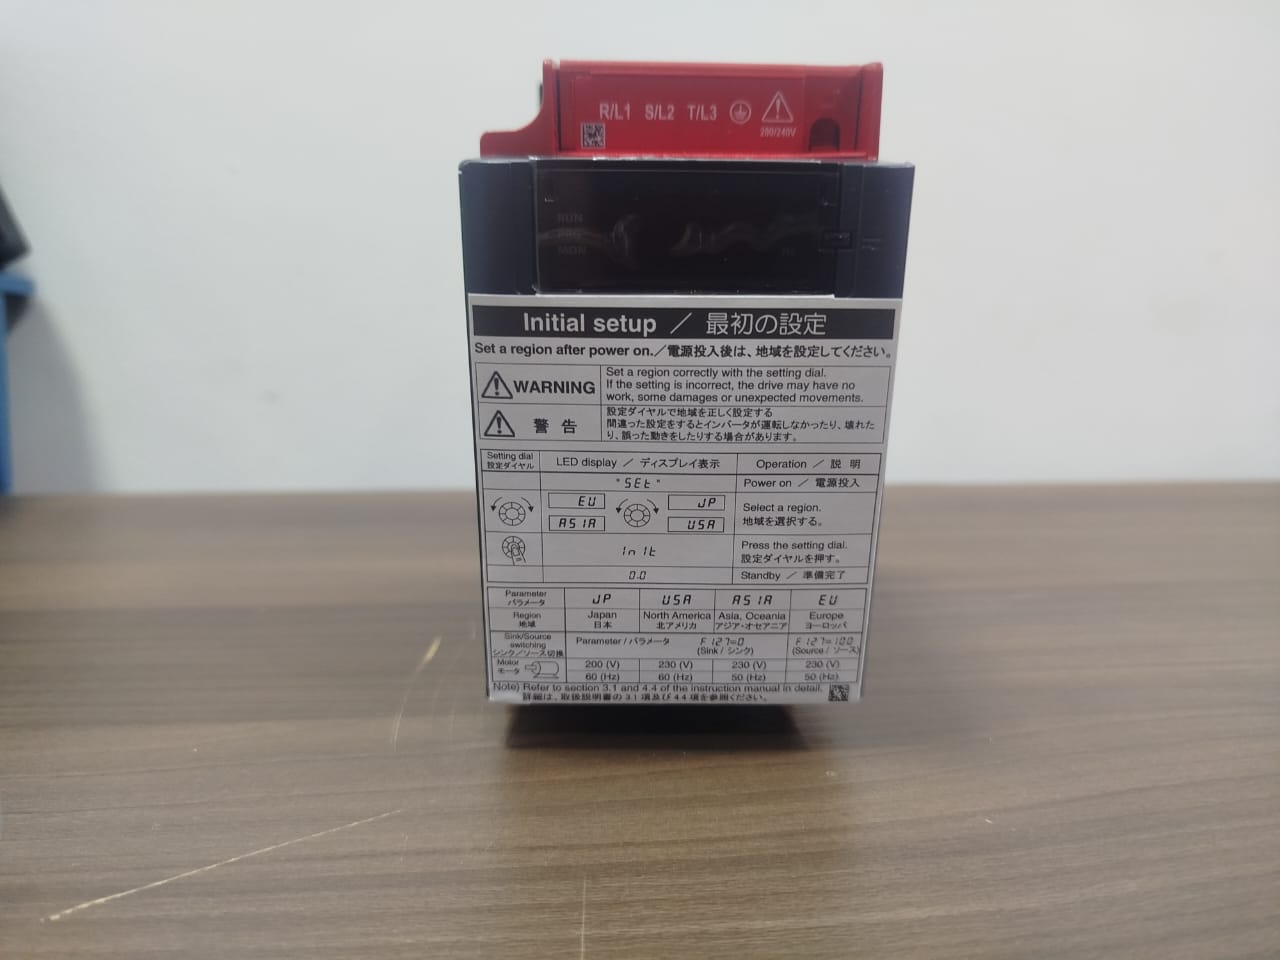 R/L1 S/L2 T/L3
200/240V
RUN
PRG
MON
Initial setup ／ 最初の設定
Set a region after power on.／電源投入後は、地域を設定してください。
WARNING
Set a region correctly with the setting dial.
If the setting is incorrect, the drive may have no
work, some damages or unexpected movements.
警 告
設定ダイヤルで地域を正しく設定する
間違った設定をするとインバータが運転しなかったり、壊れた
り、誤った動きをしたりする場合があります。
Setting dial
設定ダイヤル
LED display ／ ディスプレイ表示
Operation ／ 説 明
"SEt"
Power on ／ 電源投入
EU JP
ASIA USA
Select a region.
地域を選択する。
InIt
Press the setting dial.
設定ダイヤルを押す。
0.0
Standby ／ 準備完了
Parameter
パラメータ
JP USA ASIA EU
Region
地域
Japan
日本
North America
北アメリカ
Asia, Oceania
アジア・オセアニア
Europe
ヨーロッパ
Sink/Source
switching
シンク／ソース切換
Parameter / パラメータ
F127=0
(Sink / シンク)
F127=100
(Source / ソース)
Motor
モータ
200 (V) 230 (V) 230 (V) 230 (V)
60 (Hz) 60 (Hz) 50 (Hz) 50 (Hz)
Note) Refer to section 3.1 and 4.4 of the instruction manual in detail.
詳細は、取扱説明書の 3.1 項及び 4.4 項を参照ください。